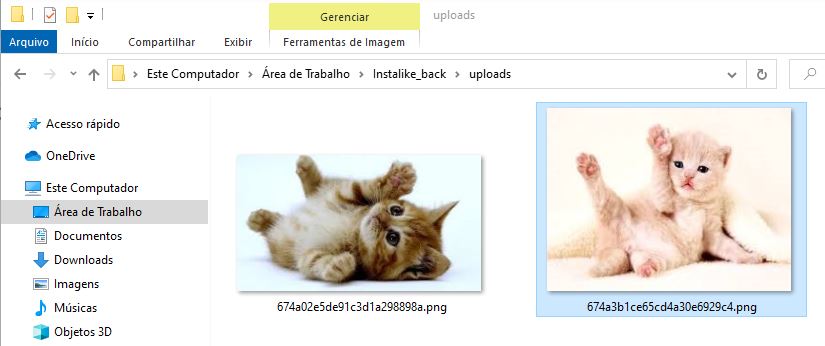 Gerenciar
uploads
Arquivo Início Compartilhar Exibir Ferramentas de Imagem
Este Computador Área de Trabalho Instalike_back uploads
Acesso rápido
OneDrive
Este Computador
Área de Trabalho
Documentos
Downloads
Imagens
Músicas
Objetos 3D
674a02e5de91c3d1a298898a.png
674a3b1ce65cd4a30e6929c4.png